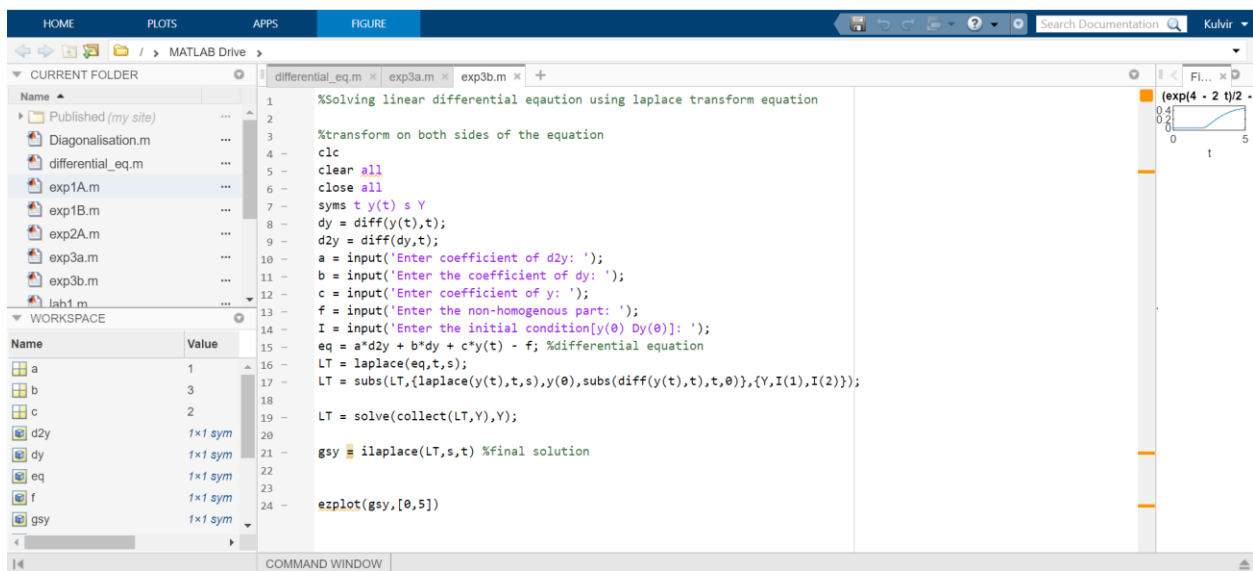 HOME PLOTS APPS FIGURE Search Documentation Kulvir
/ MATLAB Drive
CURRENT FOLDER
Name
Published (my site)
Diagonalisation.m
differential_eq.m
exp1A.m
exp1B.m
exp2A.m
exp3a.m
exp3b.m
lab1.m
WORKSPACE
Name Value
a 1
b 3
c 2
d2y 1×1 sym
dy 1×1 sym
eq 1×1 sym
f 1×1 sym
gsy 1×1 sym
differential_eq.m × exp3a.m × exp3b.m × +
1 %Solving linear differential eqaution using laplace transform equation
2
3 %transform on both sides of the equation
4 – clc
5 – clear all
6 – close all
7 – syms t y(t) s Y
8 – dy = diff(y(t),t);
9 – d2y = diff(dy,t);
10 – a = input('Enter coefficient of d2y: ');
11 – b = input('Enter the coefficient of dy: ');
12 – c = input('Enter coefficient of y: ');
13 – f = input('Enter the non-homogenous part: ');
14 – I = input('Enter the initial condition[y(0) Dy(0)]: ');
15 – eq = a*d2y + b*dy + c*y(t) - f; %differential equation
16 – LT = laplace(eq,t,s);
17 – LT = subs(LT,{laplace(y(t),t,s),y(0),subs(diff(y(t),t),t,0)},{Y,I(1),I(2)});
18
19 – LT = solve(collect(LT,Y),Y);
20
21 – gsy = ilaplace(LT,s,t) %final solution
22
23
24 – ezplot(gsy,[0,5])
COMMAND WINDOW
Fi... ×
(exp(4 - 2 t)/2 -
0.4
0.2
0
0 5
t